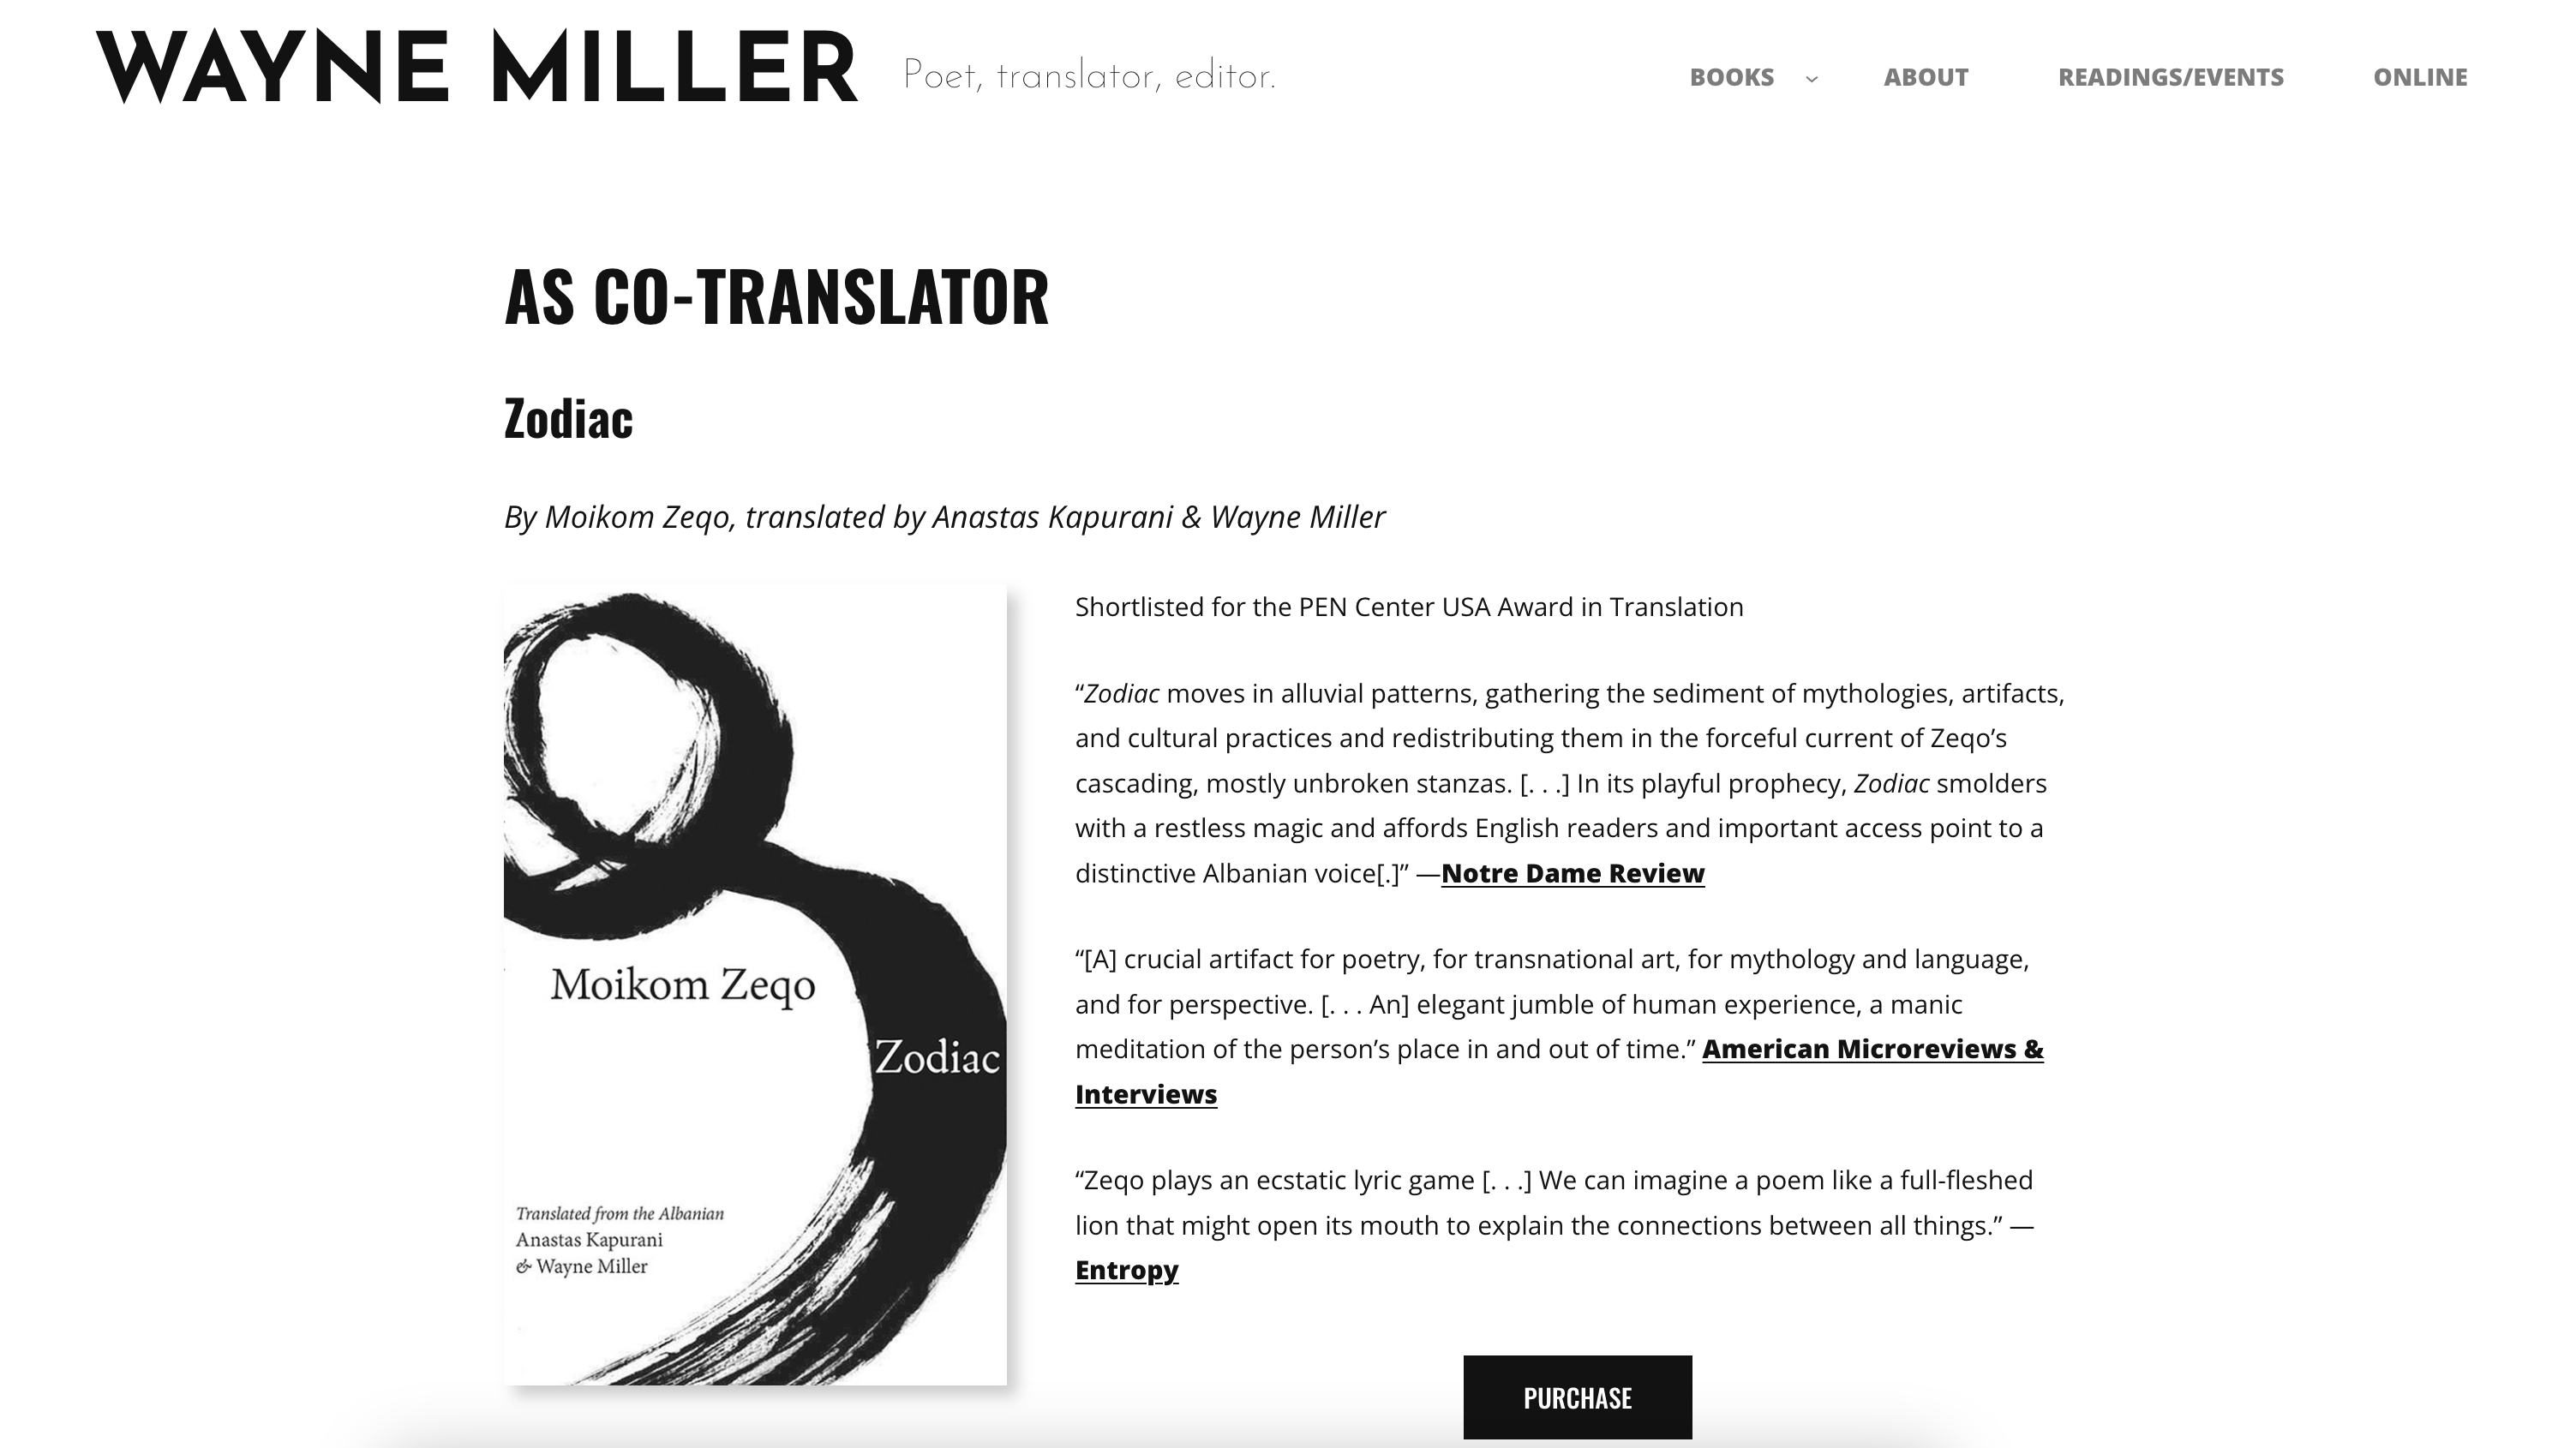 WAYNE MILLER
Poet, translator, editor.
BOOKS
ABOUT
READINGS/EVENTS
ONLINE
AS CO-TRANSLATOR
Zodiac
By Moikom Zeqo, translated by Anastas Kapurani & Wayne Miller
Moikom Zeqo
Zodiac
Translated from the Albanian
Anastas Kapurani
& Wayne Miller
Shortlisted for the PEN Center USA Award in Translation
“Zodiac moves in alluvial patterns, gathering the sediment of mythologies, artifacts,
and cultural practices and redistributing them in the forceful current of Zeqo’s
cascading, mostly unbroken stanzas. [. . .] In its playful prophecy, Zodiac smolders
with a restless magic and affords English readers and important access point to a
distinctive Albanian voice[.]” —Notre Dame Review
“[A] crucial artifact for poetry, for transnational art, for mythology and language,
and for perspective. [. . . An] elegant jumble of human experience, a manic
meditation of the person’s place in and out of time.” American Microreviews &
Interviews
“Zeqo plays an ecstatic lyric game [. . .] We can imagine a poem like a full-fleshed
lion that might open its mouth to explain the connections between all things.” —
Entropy
PURCHASE